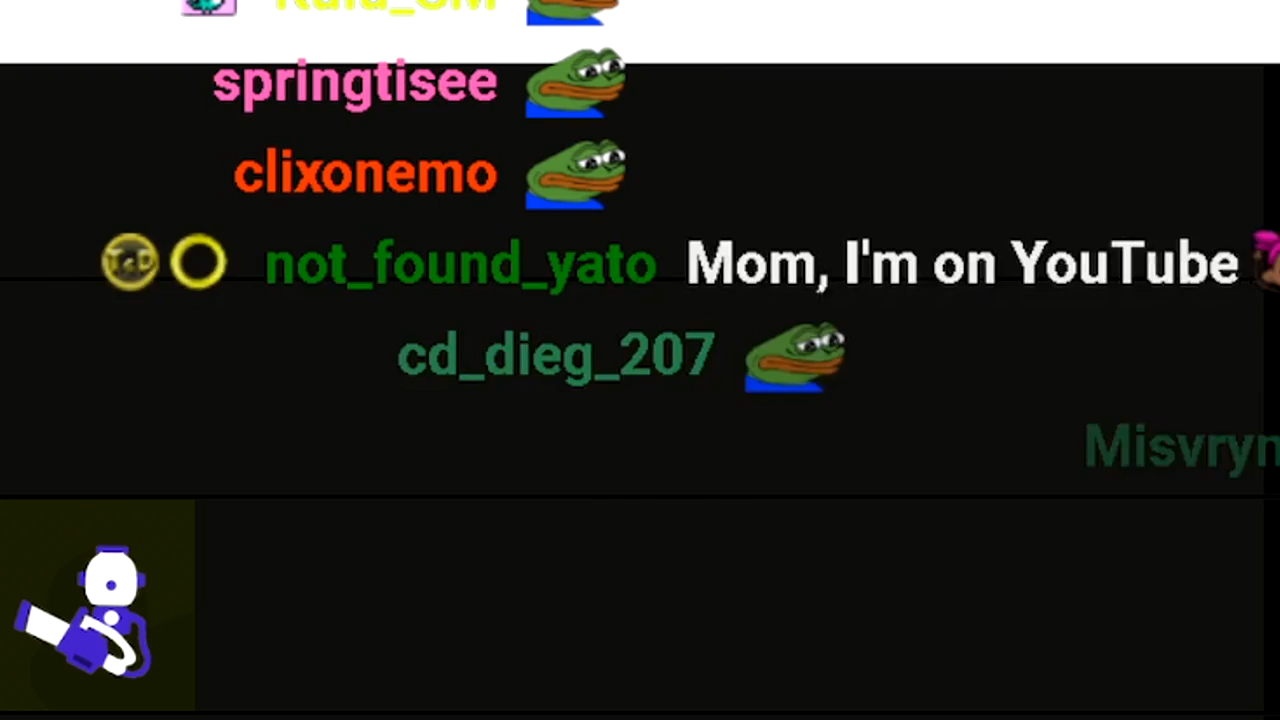 springtisee
clixonemo
not_found_yato Mom, I'm on YouTube
cd_dieg_207